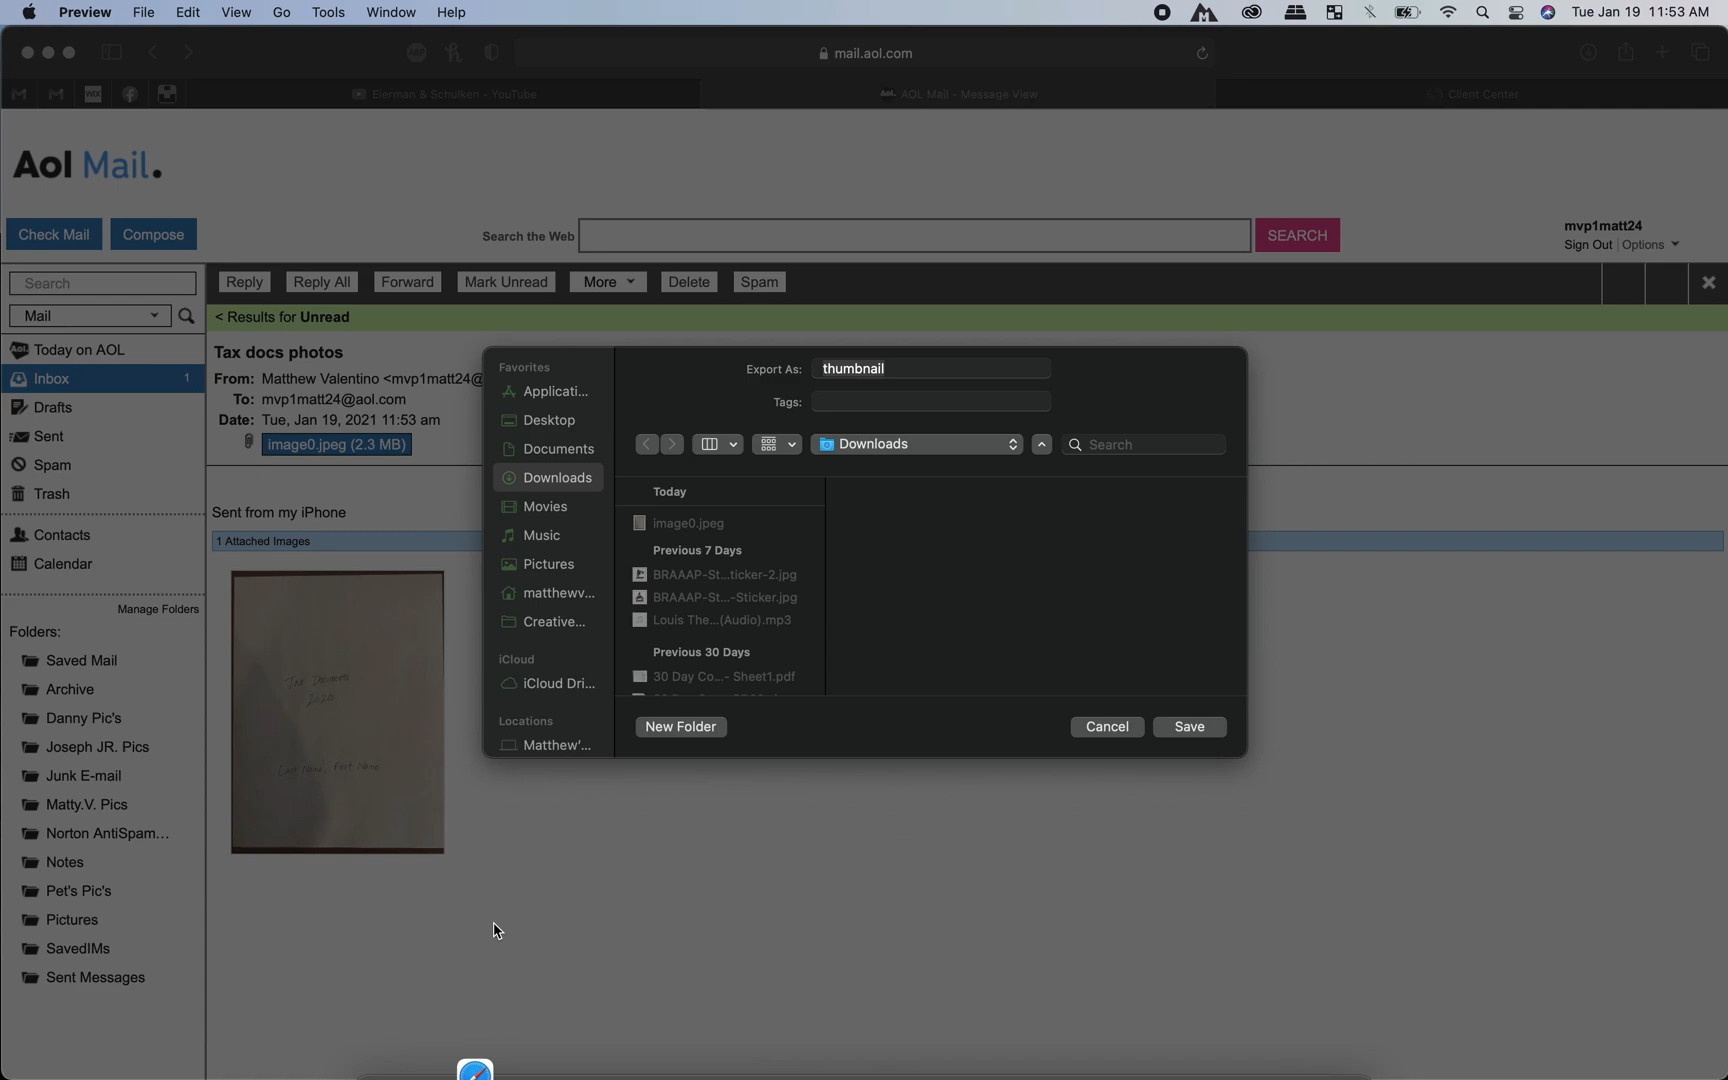 Preview File Edit View Go Tools Window Help Tue Jan 19 11:53 AM
mail.aol.com
Eierman & Schulken - YouTube AOL Mail - Message View Client Center
Aol Mail.
Check Mail Compose Search the Web SEARCH mvp1matt24
Sign Out Options
Search Reply Reply All Forward Mark Unread More Delete Spam
Mail < Results for Unread
Today on AOL
Inbox 1
Drafts
Sent
Spam
Trash
Contacts
Calendar
Manage Folders
Folders:
Saved Mail
Archive
Danny Pic's
Joseph JR. Pics
Junk E-mail
Matty.V. Pics
Norton AntiSpam...
Notes
Pet's Pic's
Pictures
SavedIMs
Sent Messages
Tax docs photos
From: Matthew Valentino <mvp1matt24@
To: mvp1matt24@aol.com
Date: Tue, Jan 19, 2021 11:53 am
image0.jpeg (2.3 MB)
Sent from my iPhone
1 Attached Images
Tax Documents
2020
Last Name, First Name
Favorites
Applicati...
Desktop
Documents
Downloads
Movies
Music
Pictures
matthewv...
Creative...
iCloud
iCloud Dri...
Locations
Matthew'...
Export As: thumbnail
Tags:
Downloads Search
Today
image0.jpeg
Previous 7 Days
BRAAAP-St...ticker-2.jpg
BRAAAP-St...-Sticker.jpg
Louis The...(Audio).mp3
Previous 30 Days
30 Day Co...- Sheet1.pdf
New Folder Cancel Save